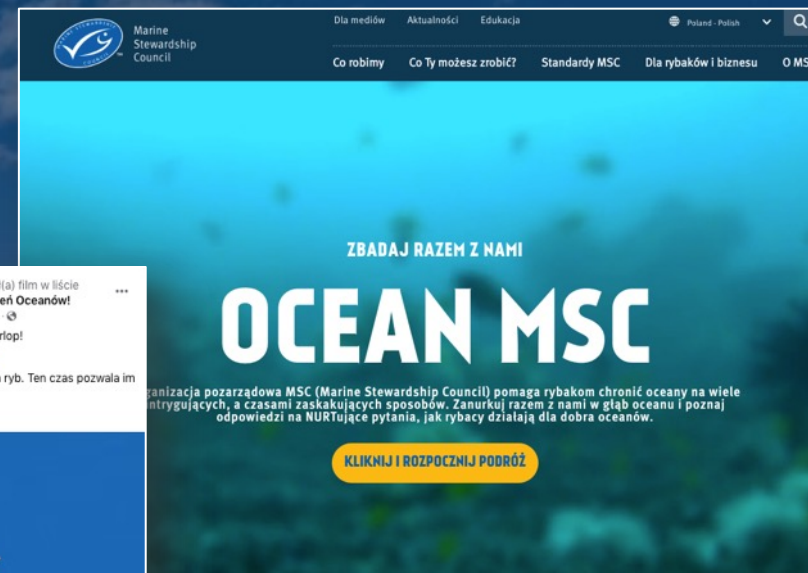 Marine
Stewardship
Council
Dla mediów Aktualności Edukacja
Poland - Polish
Co robimy Co Ty możesz zrobić? Standardy MSC Dla rybaków i biznesu O MS
ZBADAJ RAZEM Z NAMI
OCEAN MSC
ganizacja pozarządowa MSC (Marine Stewardship Council) pomaga rybakom chronić oceany na wiele
intrygujących, a czasami zaskakujących sposobów. Zanurkuj razem z nami w głąb oceanu i poznaj
odpowiedzi na NURTujące pytania, jak rybacy działają dla dobra oceanów.
KLIKNIJ I ROZPOCZNIJ PODRÓŻ
(a) film w liście
eń Oceanów!
rlop!
ryb. Ten czas pozwala im